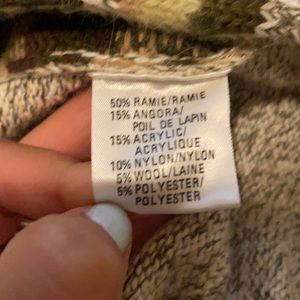 50% RAMIE/RAMIE
15% ANGORA/
POIL DE LAPIN
15% ACRYLIC/
ACRYLIQUE
10% NYLON/NYLON
5% WOOL/LAINE
5% POLYESTER/
POLYESTER